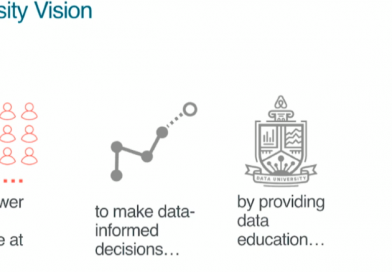 sity Vision
wer
e at
to make data-
informed
decisions…
DATA UNIVERSITY
by providing
data
education…